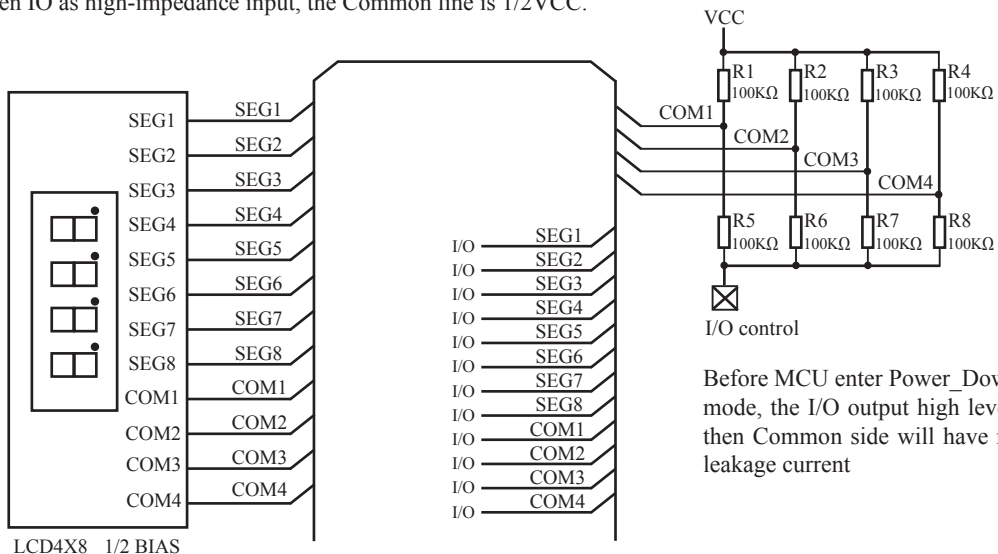 en IO as high-impedance input, the Common line is 1/2VCC.
VCC
R1 100KΩ
R2 100KΩ
R3 100KΩ
R4 100KΩ
COM1
COM2
COM3
COM4
R5 100KΩ
R6 100KΩ
R7 100KΩ
R8 100KΩ
I/O control
SEG1 SEG1
SEG2 SEG2
SEG3 SEG3
SEG4 SEG4
SEG5 SEG5
SEG6 SEG6
SEG7 SEG7
SEG8 SEG8
COM1 COM1
COM2 COM2
COM3 COM3
COM4 COM4
LCD4X8 1/2 BIAS
I/O SEG1
I/O SEG2
I/O SEG3
I/O SEG4
I/O SEG5
I/O SEG6
I/O SEG7
I/O SEG8
I/O COM1
I/O COM2
I/O COM3
I/O COM4
Before MCU enter Power_Dow
mode, the I/O output high leve
then Common side will have
leakage current